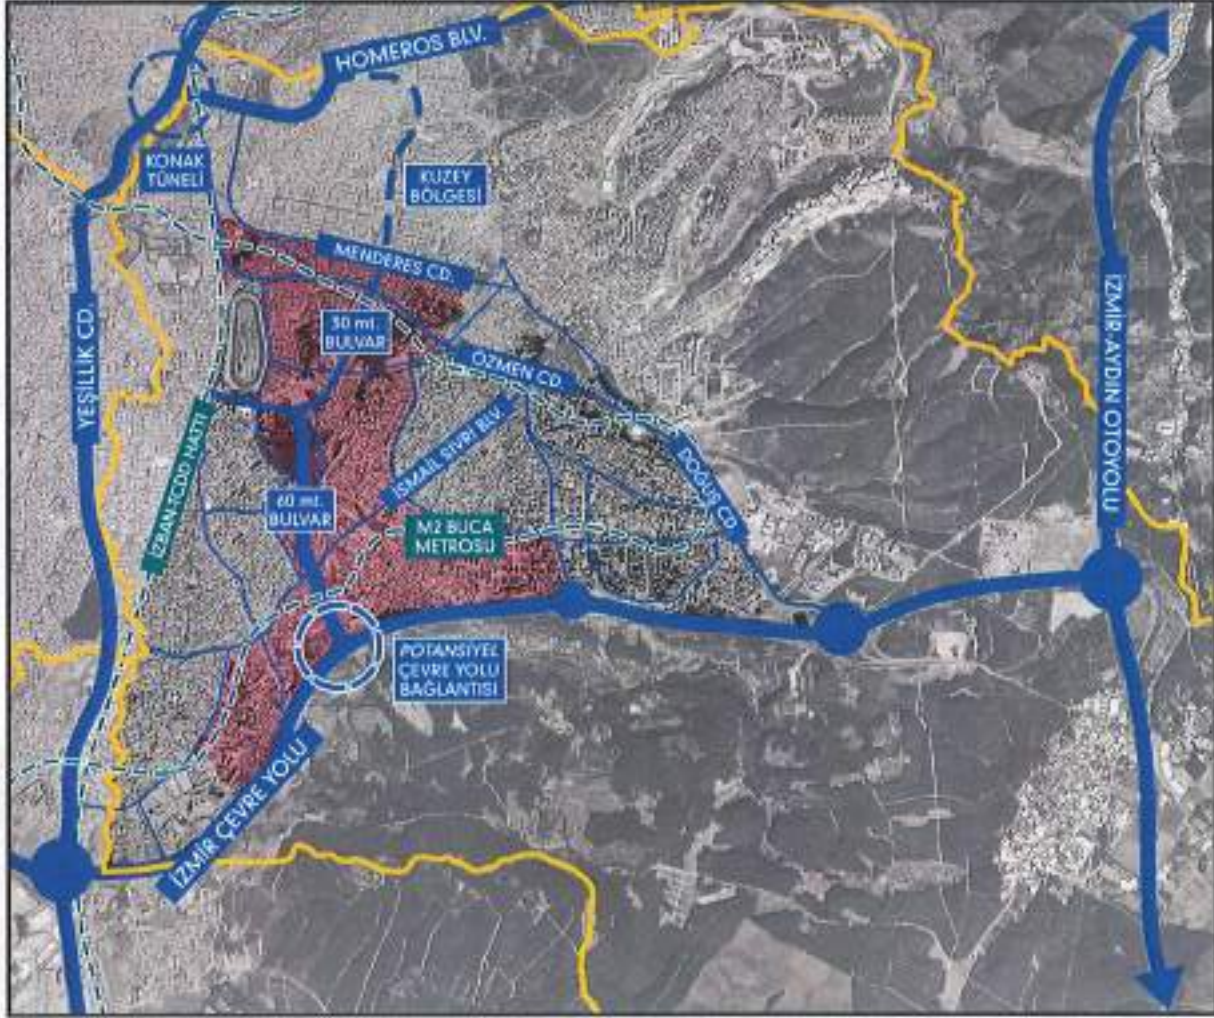 HOMEROS BLV.
KONAK
TÜNELİ
KUZEY
BÖLGESİ
MENDERES CD.
YEŞİLLİK CD.
50 mt.
BULVAR
ÖZMEN CD.
İZMİR-AYDIN OTOYOLU
İZBAN-TCDD HATTI
İSMAİL SIVRI BLV.
DOĞUŞ CD.
60 mt.
BULVAR
M2 BUCA
METROSU
POTANSİYEL
ÇEVRE YOLU
BAĞLANTISI
İZMİR ÇEVRE YOLU